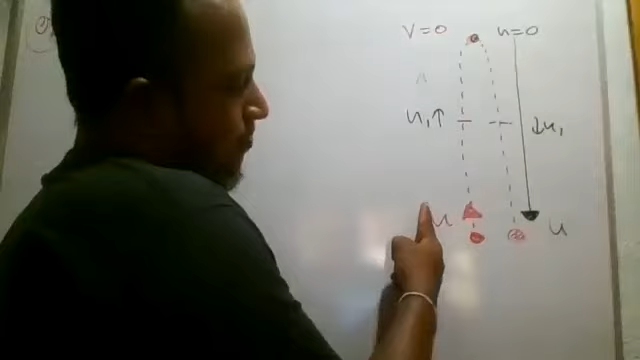 V=0 u=0
u₁↑ ↓u₁
u u